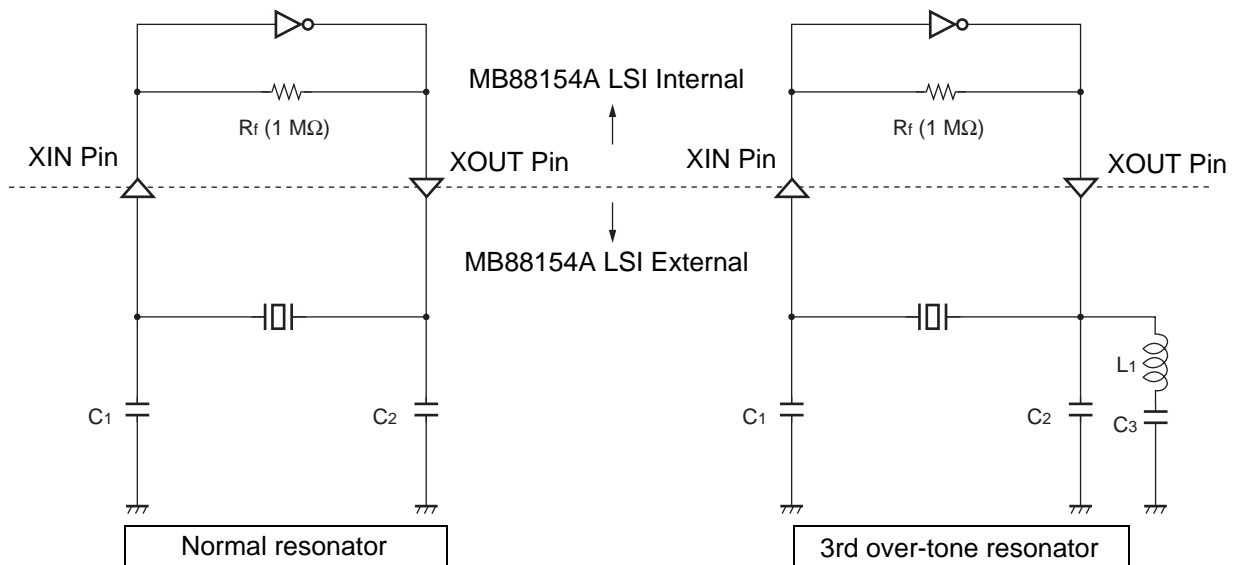 MB88154A LSI Internal
Rf (1 MΩ)
Rf (1 MΩ)
XIN Pin
XOUT Pin
XIN Pin
XOUT Pin
MB88154A LSI External
L1
C1
C2
C1
C2
C3
Normal resonator
3rd over-tone resonator